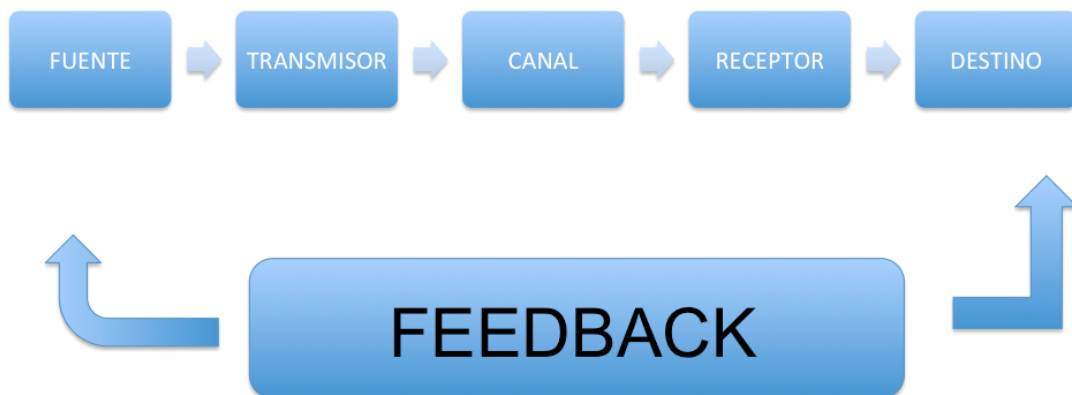 FUENTE
TRANSMISOR
CANAL
RECEPTOR
DESTINO
FEEDBACK